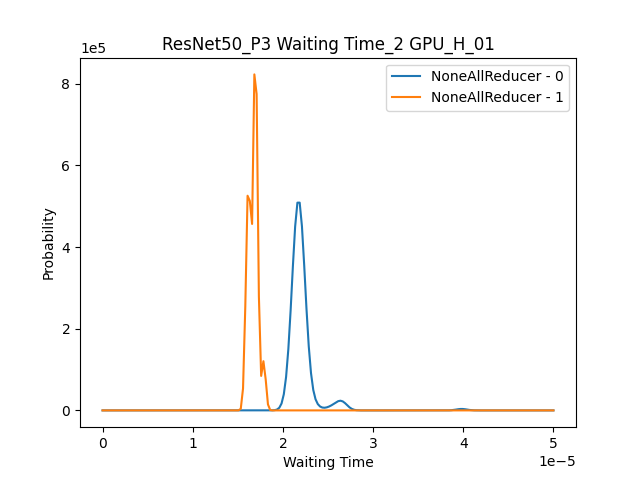 ResNet50_P3 Waiting Time_2 GPU_H_01
1e5
NoneAllReducer - 0
NoneAllReducer - 1
8
6
4
2
0
Probability
0 1 2 3 4 5
1e−5
Waiting Time